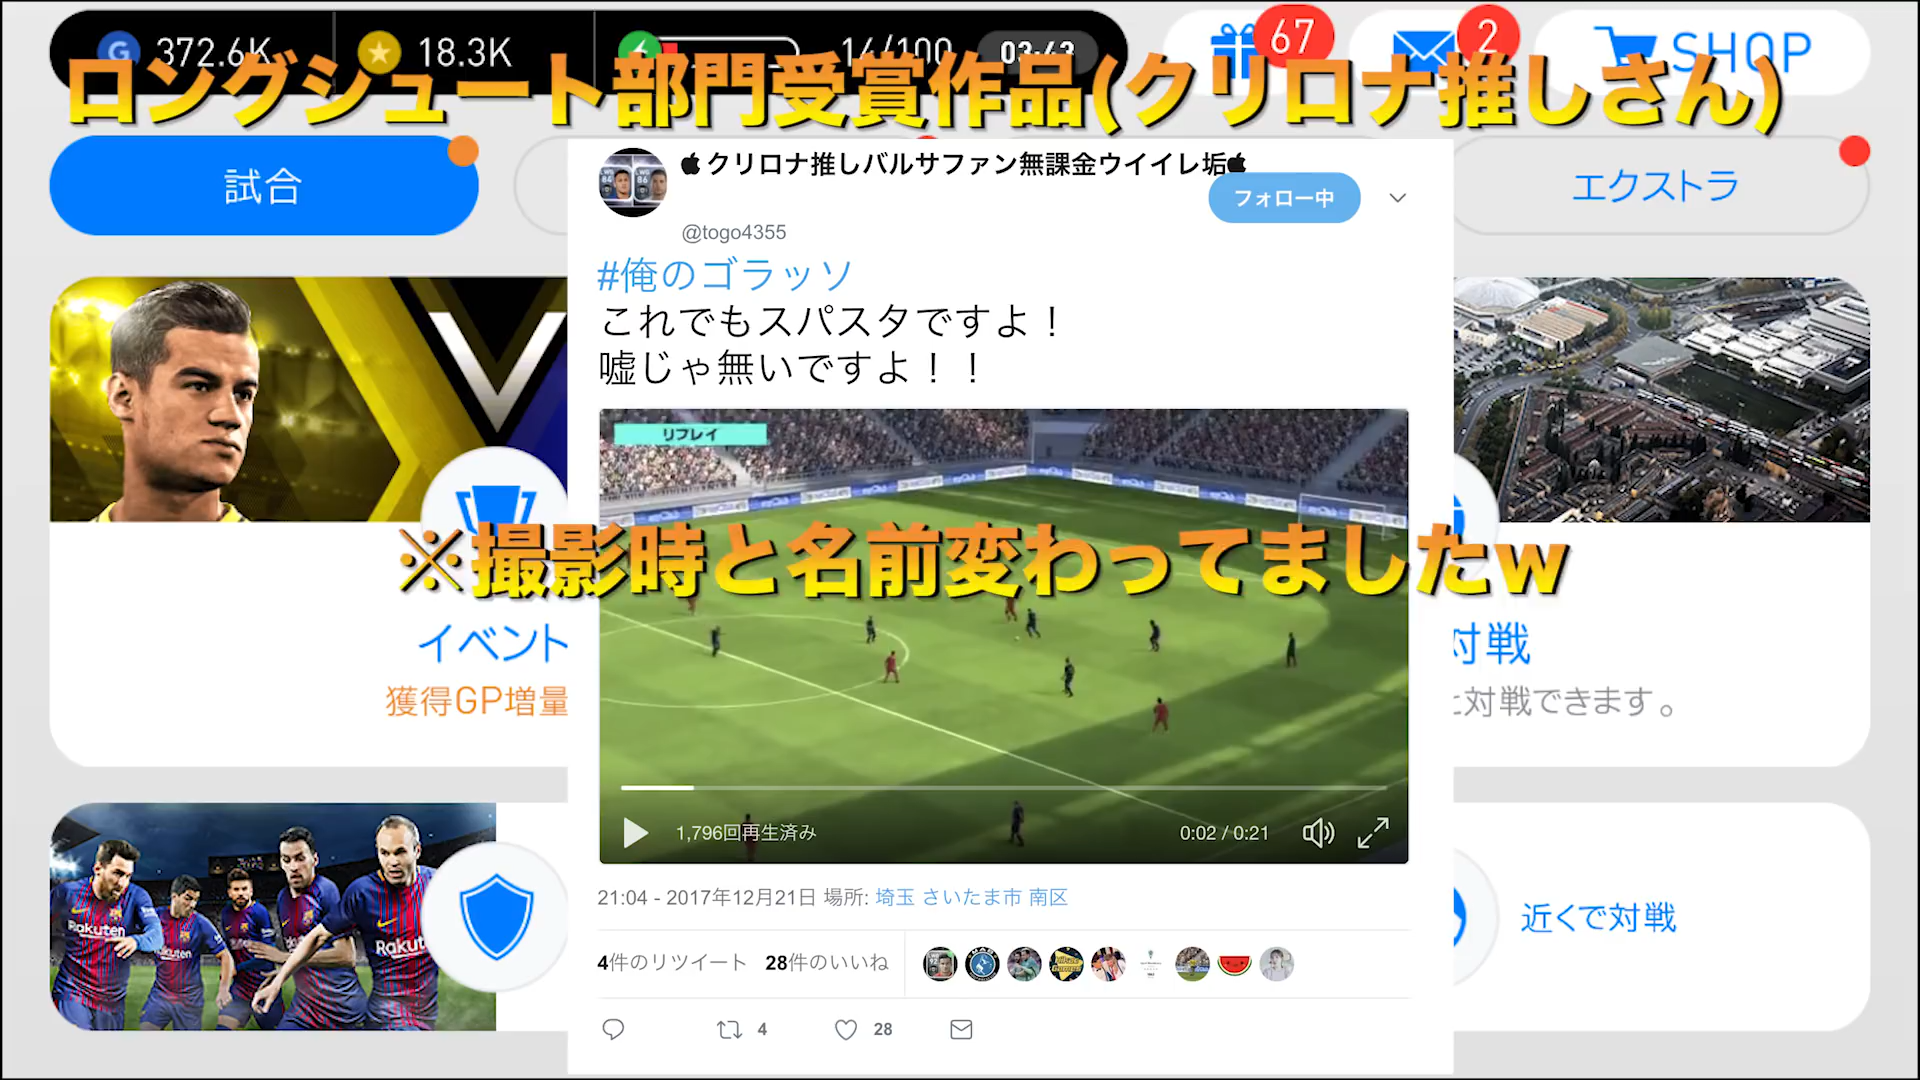 372.6K
18.3K
14/100
03:43
67
2
SHOP
ロングシュート部門受賞作品(クリロナ推しさん)
試合
エクストラ
クリロナ推しバルサファン無課金ウイイレ垢
フォロー中
@togo4355
#俺のゴラッソ
これでもスパスタですよ！
嘘じゃ無いですよ！！
リプレイ
※撮影時と名前変わってましたw
イベント
獲得GP増量
対戦
と対戦できます。
1,796回再生済み
0:02 / 0:21
Rakuten
Rakuten
近くで対戦
21:04 - 2017年12月21日 場所: 埼玉 さいたま市 南区
4件のリツイート 28件のいいね
4
28